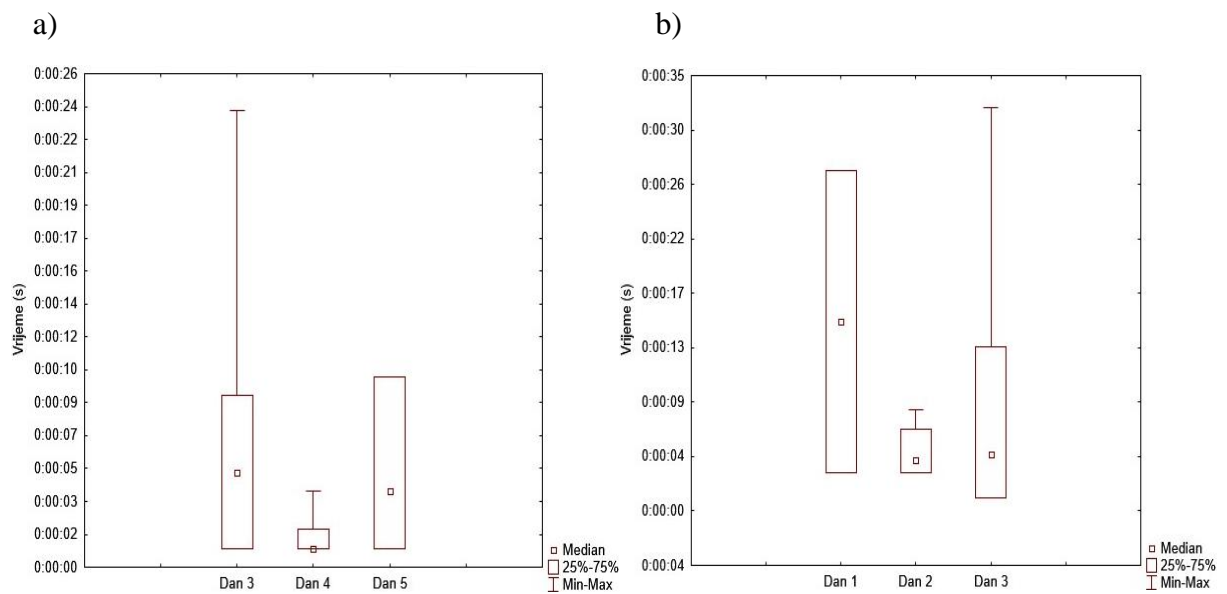 a)
0:00:26
0:00:24
0:00:22
0:00:21
0:00:19
0:00:17
0:00:16
0:00:14
0:00:12
0:00:10
0:00:09
0:00:07
0:00:05
0:00:03
0:00:02
0:00:00
Vrijeme (s)
Dan 3 Dan 4 Dan 5
Median
25%-75%
Min-Max
b)
0:00:35
0:00:30
0:00:26
0:00:22
0:00:17
0:00:13
0:00:09
0:00:04
0:00:00
0:00:04
Vrijeme (s)
Dan 1 Dan 2 Dan 3
Median
25%-75%
Min-Max